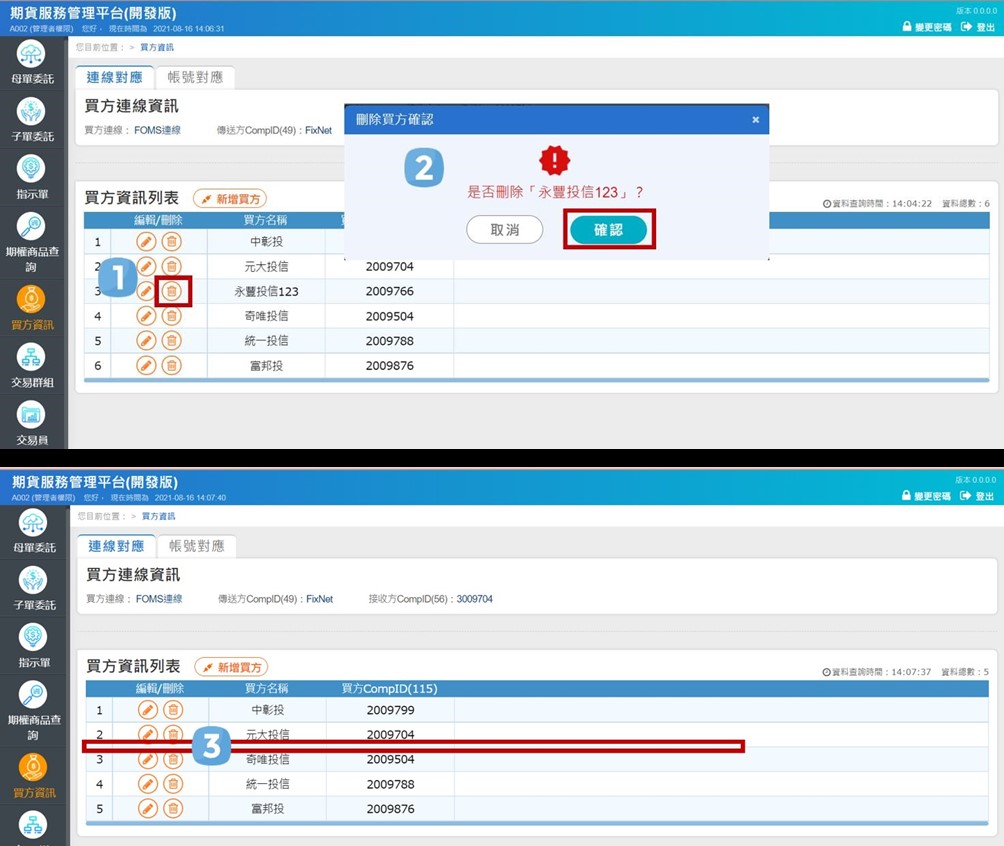 期貨服務管理平台(開發版)
版本 0.0.0.0
A002 (管理者權限) 您好， 現在時間為 2021-08-16 14:06:31
變更密碼 登出
您目前位置： > 買方資訊
母單委託
子單委託
指示單
期權商品查詢
買方資訊
交易群組
交易員
連線對應 帳號對應
買方連線資訊
買方連線： FOMS連線 傳送方CompID(49)：FixNet
刪除買方確認 ×
2
!
是否刪除「永豐投信123」？
取消 確認
買方資訊列表 新增買方
資料查詢時間：14:04:22 資料總數：6
編輯/刪除 買方名稱
1 中彰投
2 元大投信 2009704
1
3 永豐投信123 2009766
4 奇唯投信 2009504
5 統一投信 2009788
6 富邦投 2009876
期貨服務管理平台(開發版)
版本 0.0.0.0
A002 (管理者權限) 您好， 現在時間為 2021-08-16 14:07:40
變更密碼 登出
您目前位置： > 買方資訊
母單委託
子單委託
指示單
期權商品查詢
買方資訊
連線對應 帳號對應
買方連線資訊
買方連線： FOMS連線 傳送方CompID(49)：FixNet 接收方CompID(56)：3009704
買方資訊列表 新增買方
資料查詢時間：14:07:37 資料總數：5
編輯/刪除 買方名稱 買方CompID(115)
1 中彰投 2009799
2 元大投信 2009704
3
3 奇唯投信 2009504
4 統一投信 2009788
5 富邦投 2009876